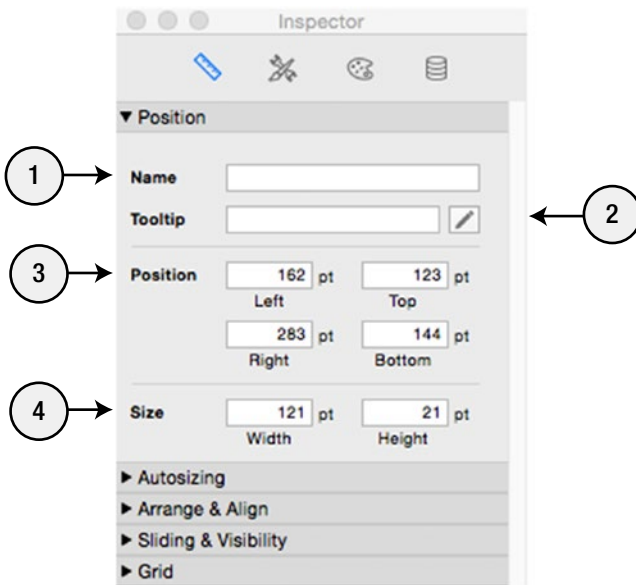 Inspector
▼ Position
1
Name
Tooltip
2
3
Position 162 pt 123 pt
Left Top
283 pt 144 pt
Right Bottom
4
Size 121 pt 21 pt
Width Height
▶ Autosizing
▶ Arrange & Align
▶ Sliding & Visibility
▶ Grid